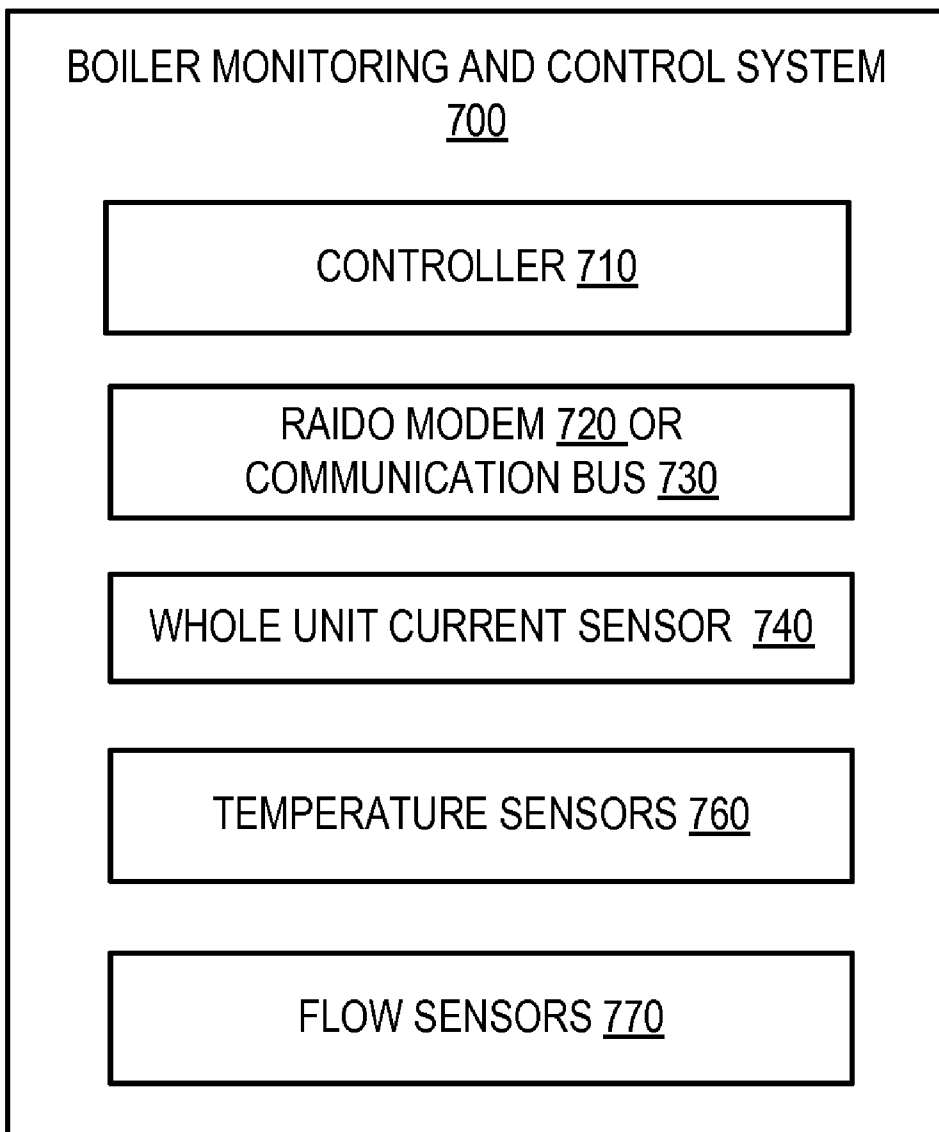 BOILER MONITORING AND CONTROL SYSTEM
700
CONTROLLER 710
RAIDO MODEM 720 OR
COMMUNICATION BUS 730
WHOLE UNIT CURRENT SENSOR 740
TEMPERATURE SENSORS 760
FLOW SENSORS 770